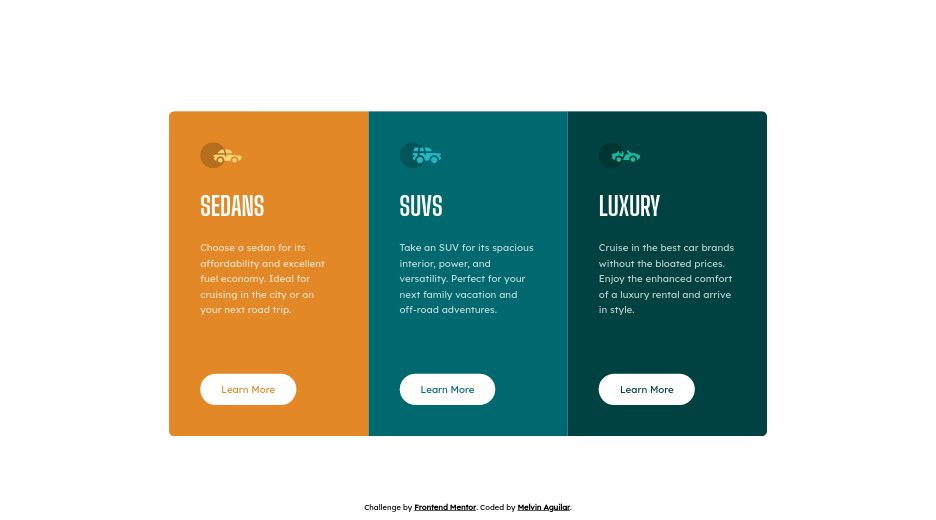 SEDANS
Choose a sedan for its
affordability and excellent
fuel economy. Ideal for
cruising in the city or on
your next road trip.
Learn More
SUVS
Take an SUV for its spacious
interior, power, and
versatility. Perfect for your
next family vacation and
off-road adventures.
Learn More
LUXURY
Cruise in the best car brands
without the bloated prices.
Enjoy the enhanced comfort
of a luxury rental and arrive
in style.
Learn More
Challenge by Frontend Mentor. Coded by Melvin Aguilar.